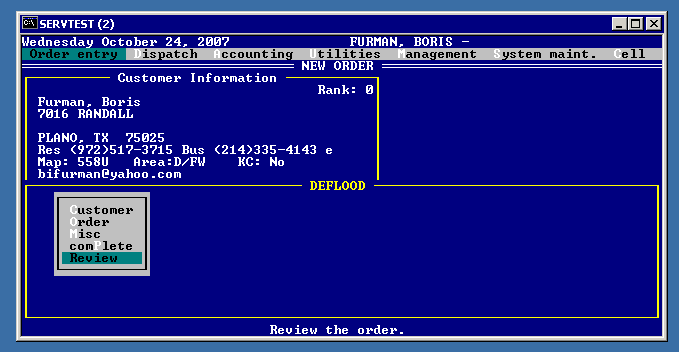 SERVTEST (2)
Wednesday October 24, 2007 FURMAN, BORIS -
Order entry Dispatch Accounting Utilities Management System maint. Cell
NEW ORDER
Customer Information
Rank: 0
Furman, Boris
7016 RANDALL
PLANO, TX 75025
Res (972)517-3715 Bus (214)335-4143 e
Map: 558U Area:D/FW KC: No
bifurman@yahoo.com
DEFLOOD
Customer
Order
Misc
comPlete
Review
Review the order.